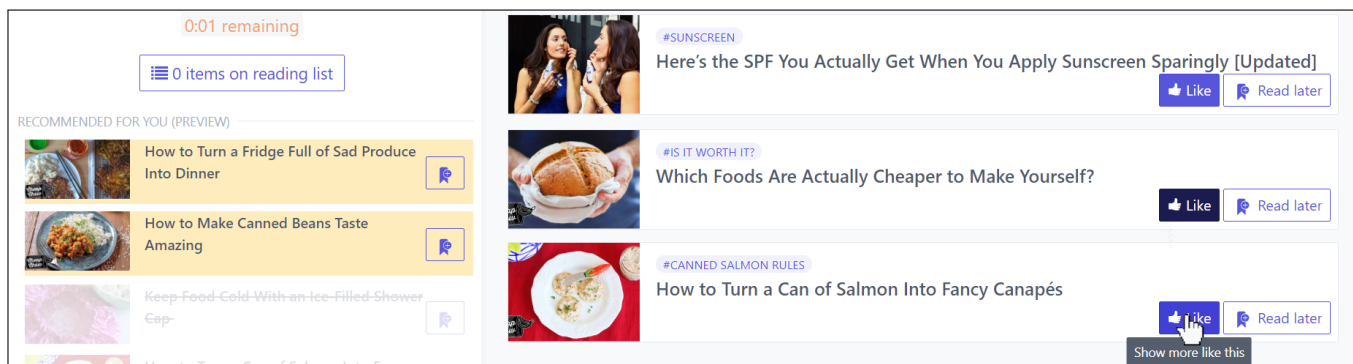 0:01 remaining
0 items on reading list
RECOMMENDED FOR YOU (PREVIEW)
How to Turn a Fridge Full of Sad Produce
Into Dinner
How to Make Canned Beans Taste
Amazing
Keep Food Cold With an Ice-Filled Shower
Cap
#SUNSCREEN
Here’s the SPF You Actually Get When You Apply Sunscreen Sparingly [Updated]
Like
Read later
#IS IT WORTH IT?
Which Foods Are Actually Cheaper to Make Yourself?
Like
Read later
#CANNED SALMON RULES
How to Turn a Can of Salmon Into Fancy Canapés
Like
Read later
Show more like this